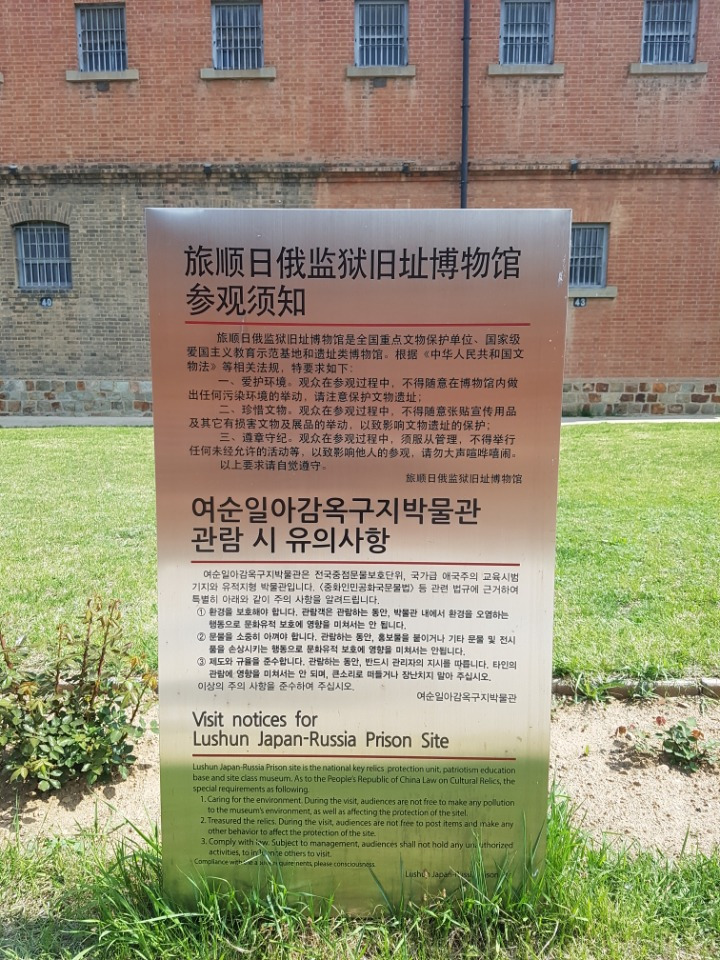 旅顺日俄监狱旧址博物馆
参观须知
旅顺日俄监狱旧址博物馆是全国重点文物保护单位、国家级
爱国主义教育示范基地和遗址类博物馆。根据《中华人民共和国文
物法》等相关法规，特要求如下：
一、爱护环境。观众在参观过程中，不得随意在博物馆内做
出任何污染环境的举动，请注意保护文物遗址；
二、珍惜文物。观众在参观过程中，不得随意张贴宣传用品
及其它有损害文物及展品的举动，以致影响文物遗址的保护；
三、遵章守纪。观众在参观过程中，须服从管理，不得举行
任何未经允许的活动等，以致影响他人的参观，请勿大声喧哗嘻闹。
以上要求请自觉遵守。
旅顺日俄监狱旧址博物馆
여순일아감옥구지박물관
관람 시 유의사항
여순일아감옥구지박물관은 전국중점문물보호단위, 국가급 애국주의 교육시범
기지와 유적지형 박물관입니다. 〈중화인민공화국문물법〉 등 관련 법규에 근거하여
특별히 아래와 같이 주의 사항을 알려드립니다.
① 환경을 보호해야 합니다. 관람객은 관람하는 동안, 박물관 내에서 환경을 오염하는
행동으로 문화유적 보호에 영향을 미쳐서는 안 됩니다.
② 문물을 소중히 아껴야 합니다. 관람하는 동안, 홍보물을 붙이거나 기타 문물 및 전시
품을 손상시키는 행동으로 문화유적 보호에 영향을 미쳐서는 안됩니다.
③ 제도와 규율을 준수합니다. 관람하는 동안, 반드시 관리자의 지시를 따릅니다. 타인의
관람에 영향을 미쳐서는 안 되며, 큰소리로 떠들거나 장난치지 말아 주십시오.
이상의 주의 사항을 준수하여 주십시오.
여순일아감옥구지박물관
Visit notices for
Lushun Japan-Russia Prison Site
Lushun Japan-Russia Prison site is the national key relics protection unit, patriotism education
base and site class museum. As to the People's Republic of China Law on Cultural Relics, the
special requirements as following.
1. Caring for the environment. During the visit, audiences are not free to make any pollution
to the museum's environment, as well as affecting the protection of the sitel.
2. Treasured the relics. During the visit, audiences are not free to post items and make any
other behavior to affect the protection of the site.
3. Comply with law. Subject to management, audiences shall not hold any unauthorized
activities, to influence others to visit.
Compliance with the above requirements, please consciousness.
Lushun Japan-Russia Prison
40
43